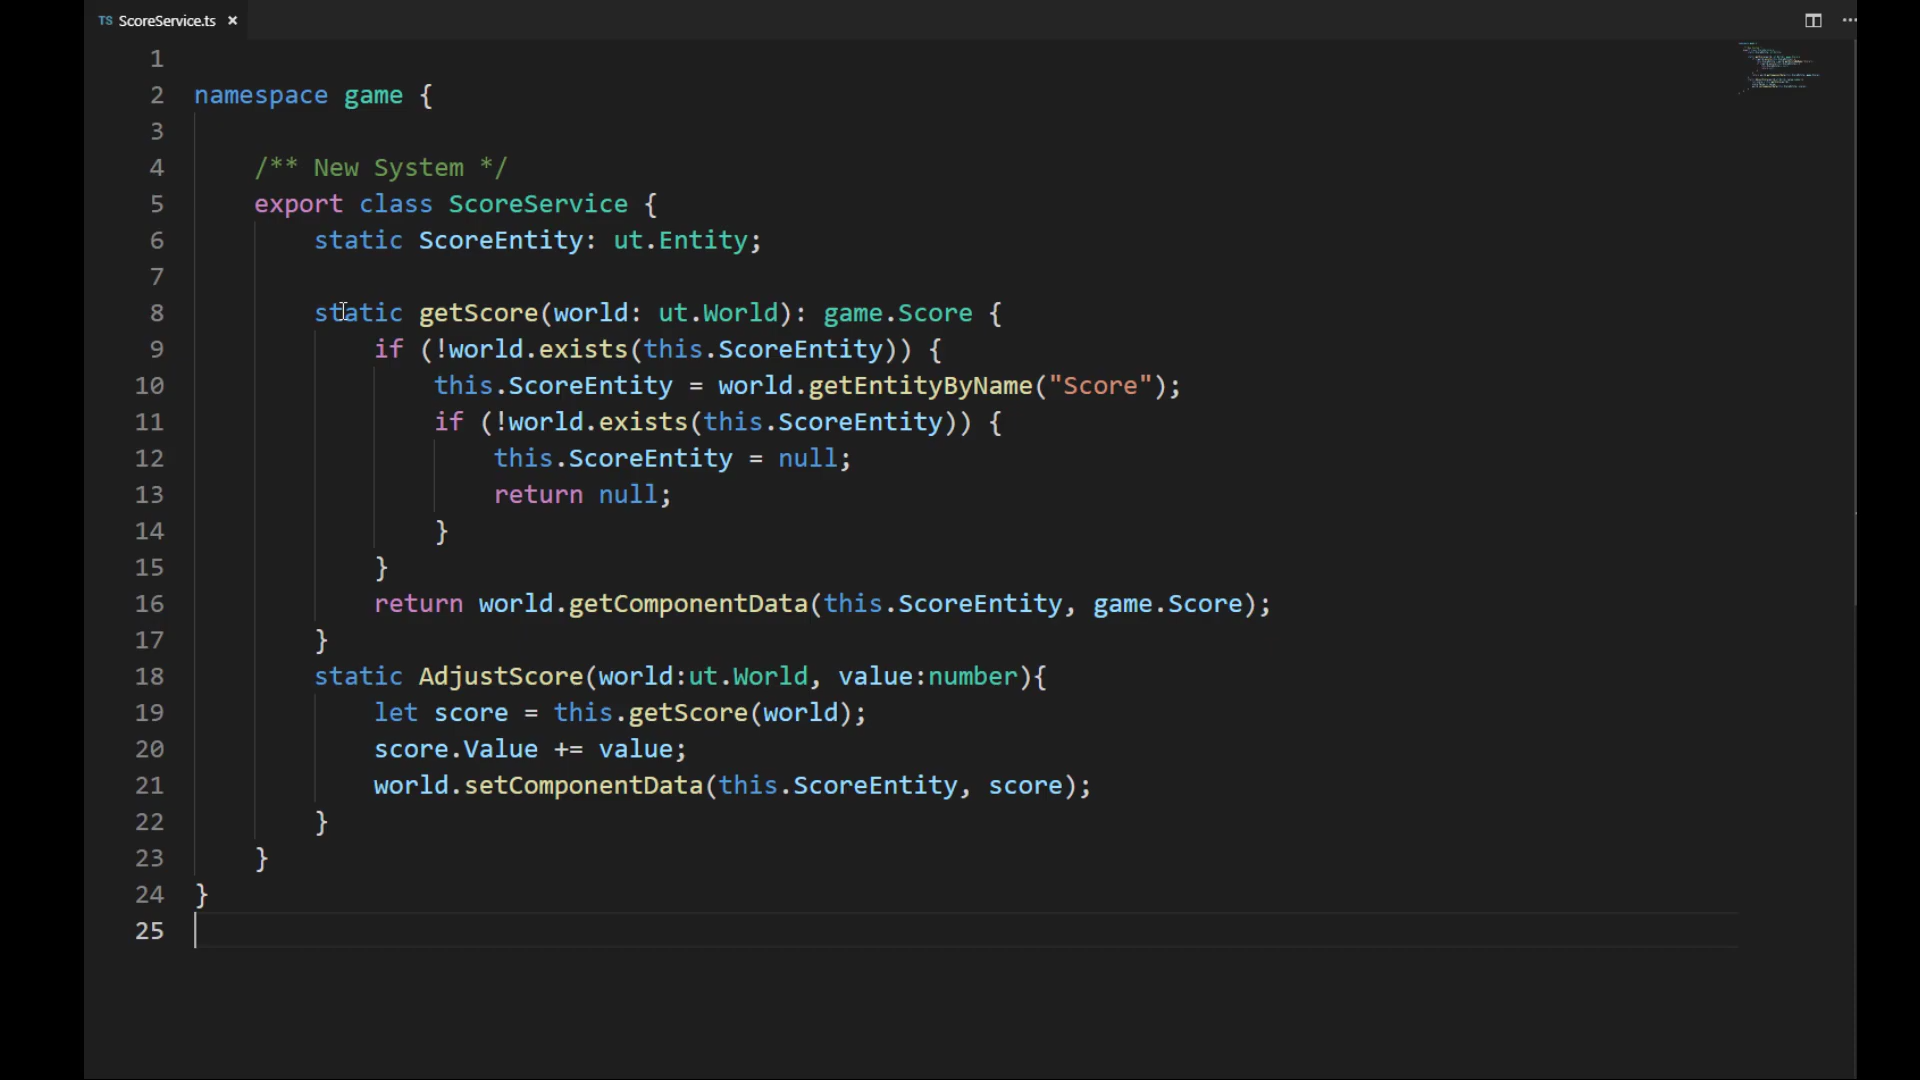 TS ScoreService.ts ×
1
2 namespace game {
3
4     /** New System */
5     export class ScoreService {
6         static ScoreEntity: ut.Entity;
7
8         static getScore(world: ut.World): game.Score {
9             if (!world.exists(this.ScoreEntity)) {
10                 this.ScoreEntity = world.getEntityByName("Score");
11                 if (!world.exists(this.ScoreEntity)) {
12                     this.ScoreEntity = null;
13                     return null;
14                 }
15             }
16             return world.getComponentData(this.ScoreEntity, game.Score);
17         }
18         static AdjustScore(world:ut.World, value:number){
19             let score = this.getScore(world);
20             score.Value += value;
21             world.setComponentData(this.ScoreEntity, score);
22         }
23     }
24 }
25